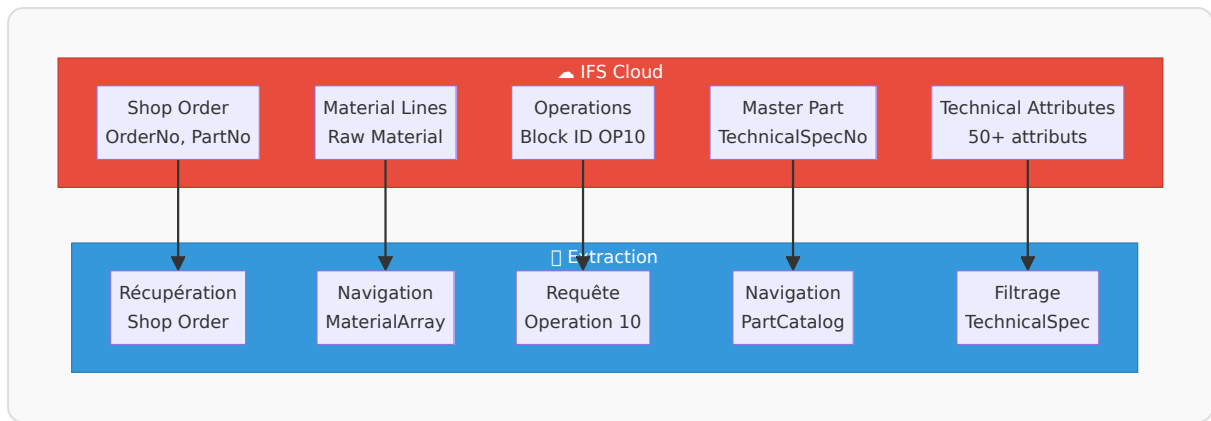 ☁ IFS Cloud
Shop Order
OrderNo, PartNo
Material Lines
Raw Material
Operations
Block ID OP10
Master Part
TechnicalSpecNo
Technical Attributes
50+ attributs
Extraction
Récupération
Shop Order
Navigation
MaterialArray
Requête
Operation 10
Navigation
PartCatalog
Filtrage
TechnicalSpec